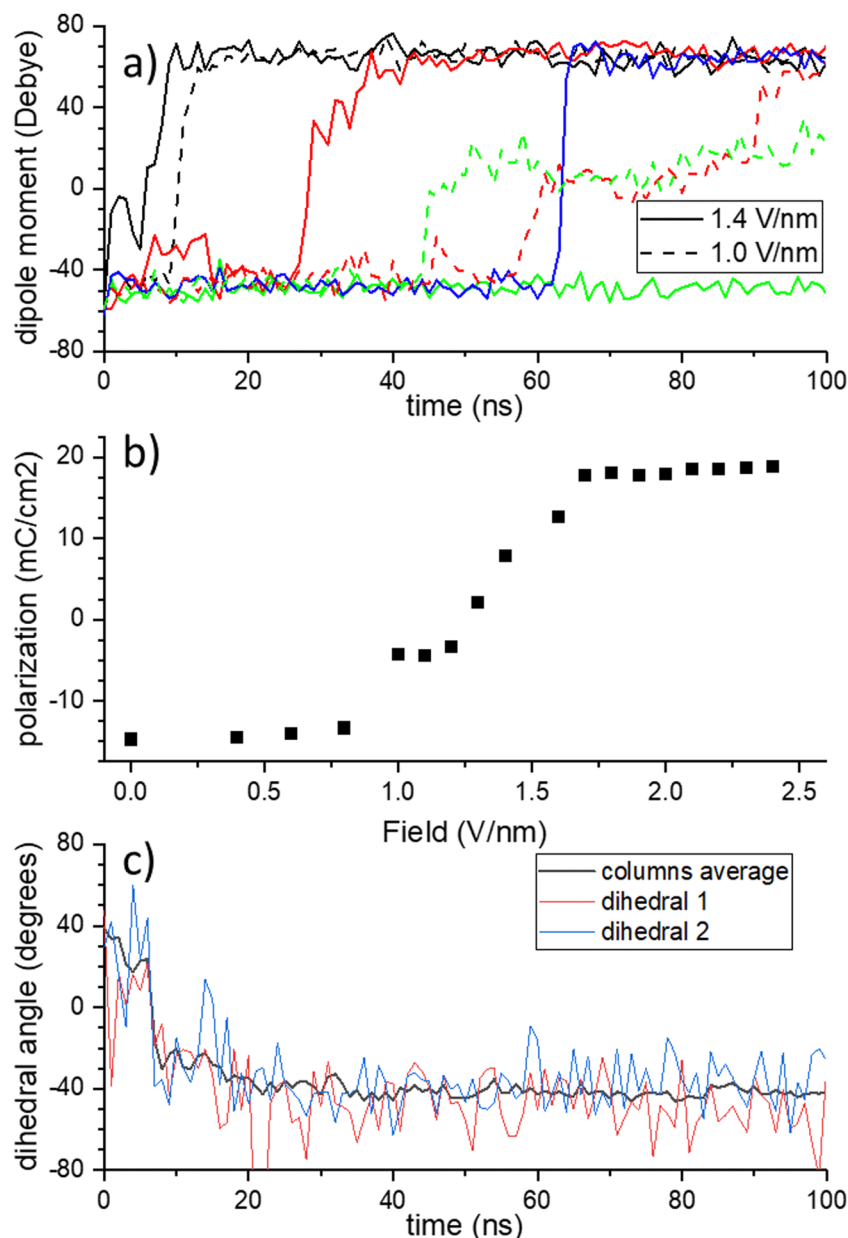 80
40
0
-40
-80
dipole moment (Debye)
a)
1.4 V/nm
1.0 V/nm
0 20 40 60 80 100
time (ns)
20
10
0
-10
polarization (mC/cm2)
b)
0.0 0.5 1.0 1.5 2.0 2.5
Field (V/nm)
80
40
0
-40
-80
dihedral angle (degrees)
c)
columns average
dihedral 1
dihedral 2
0 20 40 60 80 100
time (ns)